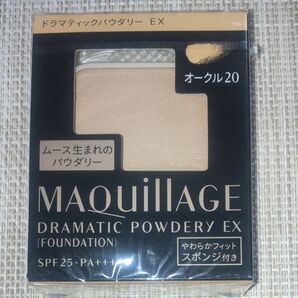 ドラマティックパウダリー EX
オークル20
ムース生まれの
パウダリー
MAQuillAGE
DRAMATIC POWDERY EX
(FOUNDATION)
SPF25・PA+++
やわらかフィット
スポンジ付き